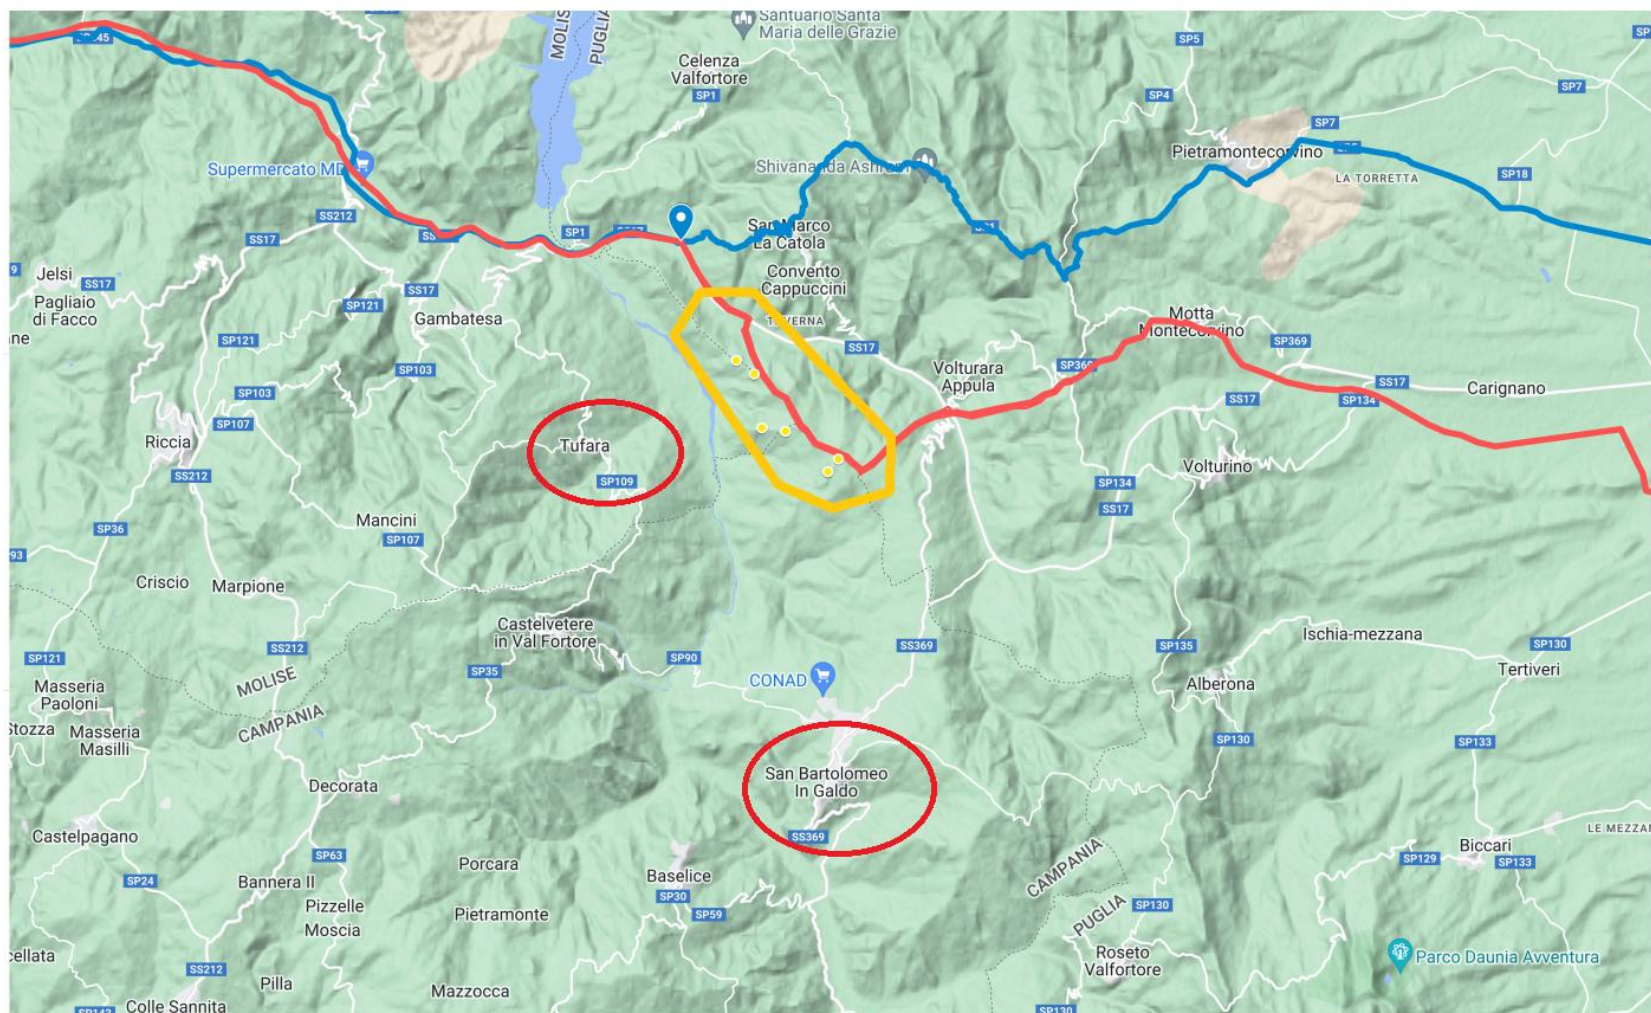 Santuario Santa
Maria delle Grazie
MOLISE
PUGLIA
SP5
Celenza
Valfortore
SP1
SP4
SP7
SP7
Supermercato MD
Shivananda Ashram
Pietramontecorvino
LA TORRETTA
SP18
SS212
SS17
SP1
San Marco
La Catola
Convento
Cappuccini
Jelsi
SS17
Pagliaio
di Facco
SS17
SP121
Gambatesa
TAVERNA
Motta
Montecorvino
SP121
SS17
SP369
Volturara
Appula
SP369
SP103
SP103
SS17
SP134
SS17
Carignano
SP107
Riccia
Tufara
SP109
SS212
Volturino
SP134
SS17
Mancini
SP107
SP36
Criscio
Marpione
Castelvetere
in Val Fortore
SS212
SP90
SS369
SP135
Ischia-mezzana
SP130
SP121
MOLISE
CAMPANIA
SP35
CONAD
Alberona
Tertiveri
Masseria
Paoloni
Masseria
Masilli
SP130
SP133
San Bartolomeo
In Galdo
SS369
Decorata
Castelpagano
SP63
Porcara
Baselice
SP30
SP59
CAMPANIA
PUGLIA
SP129
Biccari
SP133
SP24
Bannera II
Pizzelle
Moscia
Pietramonte
SP130
Roseto
Valfortore
Parco Daunia Avventura
SS212
Pilla
Mazzocca
Colle Sannita
SP130